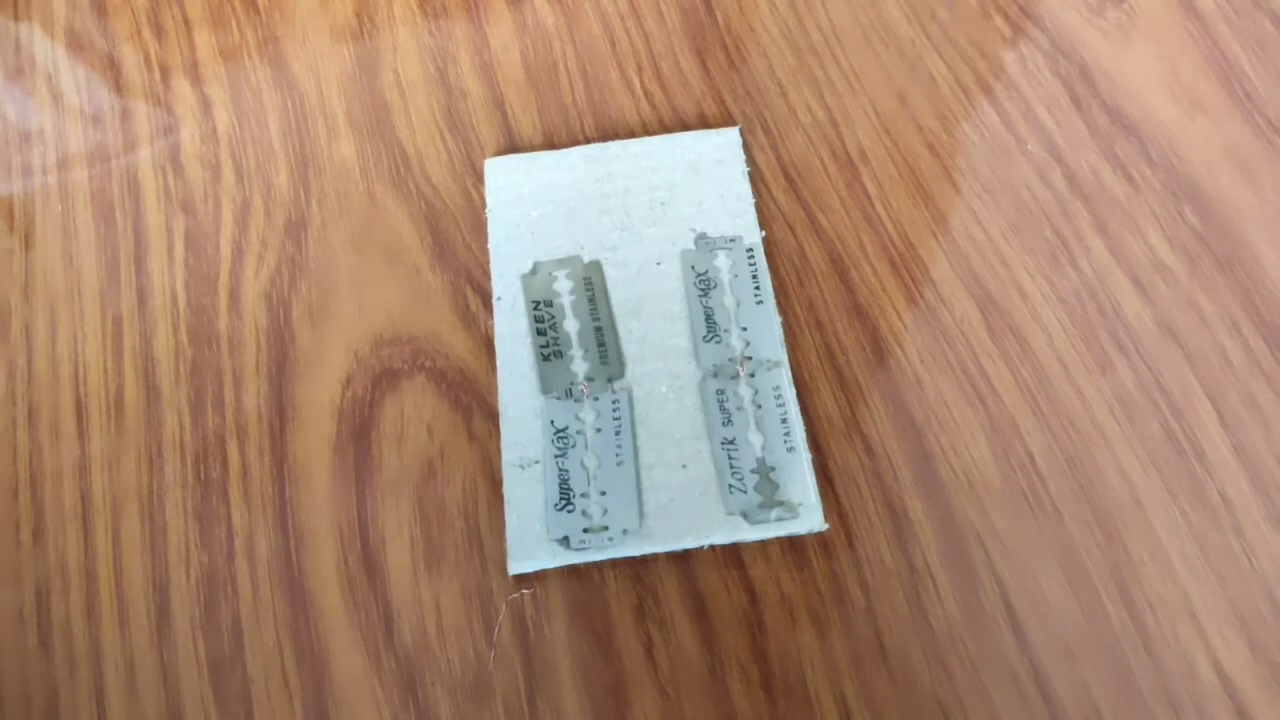 KLEEN
SHAVE
PREMIUM STAINLESS
Super-Max
STAINLESS
Super-Max
STAINLESS
Zorrik SUPER
STAINLESS